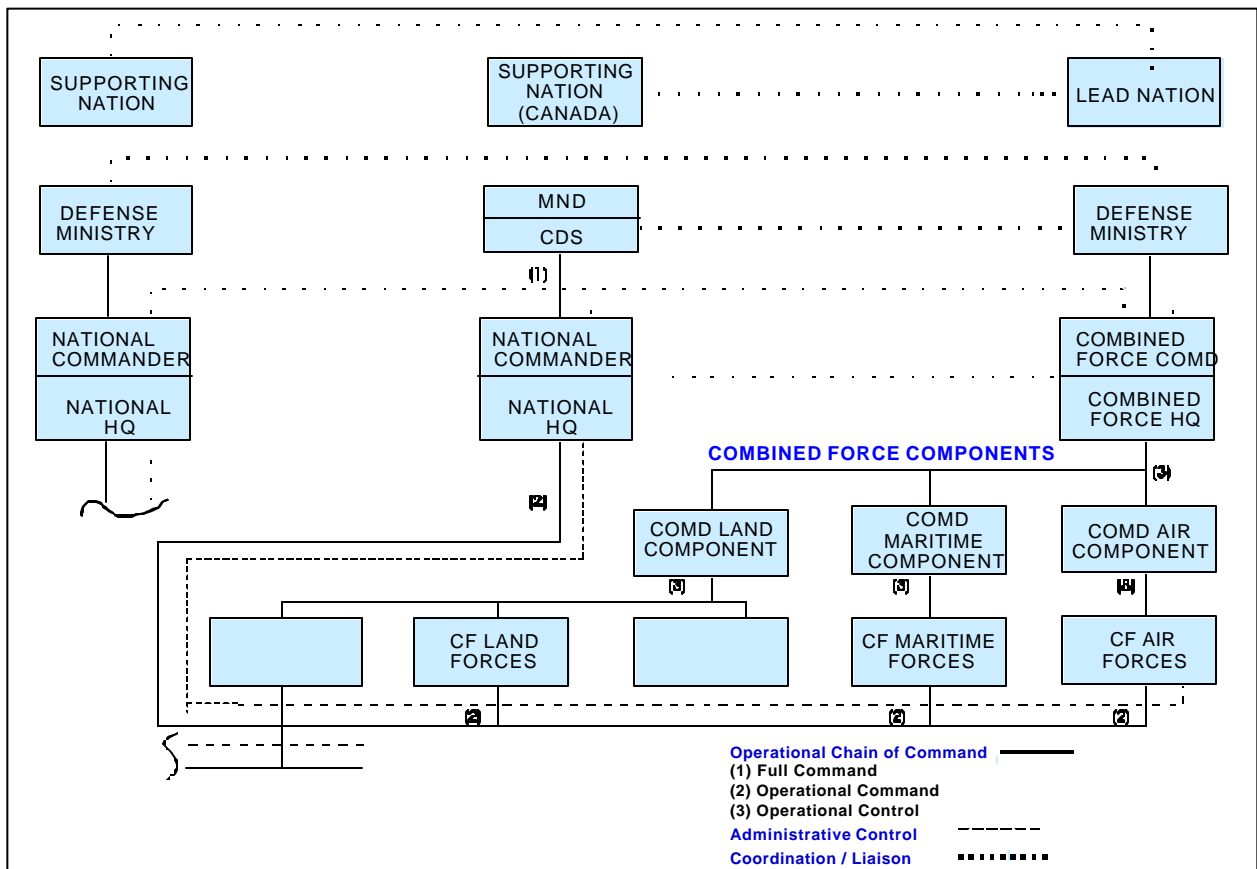 SUPPORTING
NATION
SUPPORTING
NATION
(CANADA)
LEAD NATION
DEFENSE
MINISTRY
MND
CDS
DEFENSE
MINISTRY
(1)
NATIONAL
COMMANDER
NATIONAL
HQ
NATIONAL
COMMANDER
NATIONAL
HQ
COMBINED
FORCE COMD
COMBINED
FORCE HQ
COMBINED FORCE COMPONENTS
(3)
(2)
COMD LAND
COMPONENT
COMD
MARITIME
COMPONENT
COMD AIR
COMPONENT
(3)
(3)
CF LAND
FORCES
CF MARITIME
FORCES
CF AIR
FORCES
(2)
(2)
(2)
Operational Chain of Command
(1) Full Command
(2) Operational Command
(3) Operational Control
Administrative Control
Coordination / Liaison